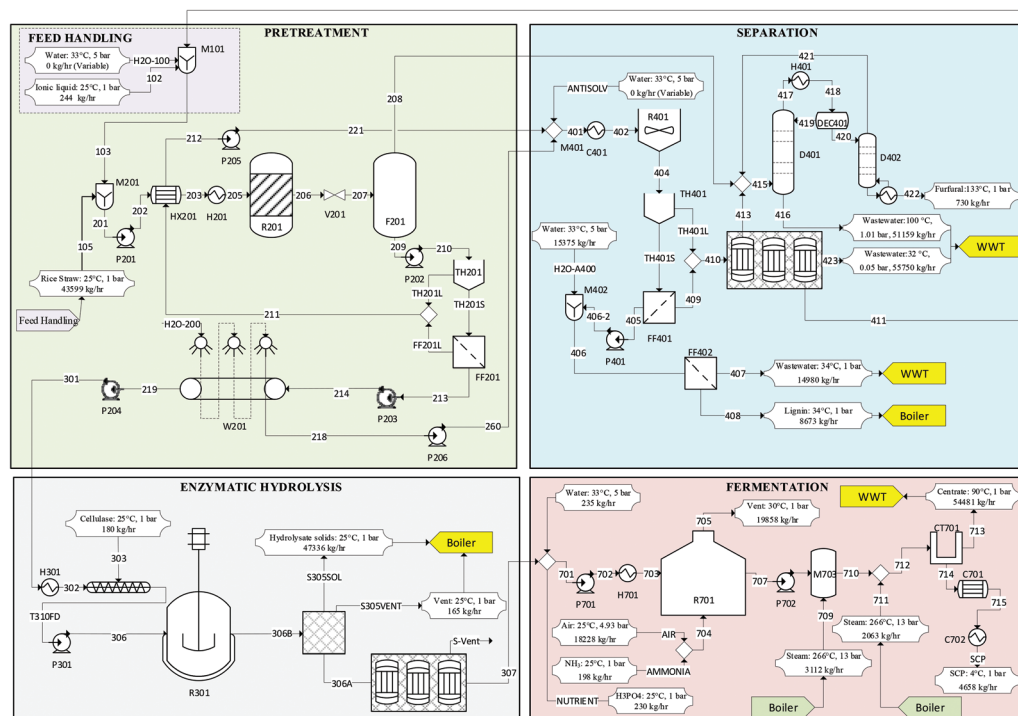 FEED HANDLING
PRETREATMENT
Water: 33°C, 5 bar
0 kg/hr (Variable)
H2O-100
M101
102
Ionic liquid: 25°C, 1 bar
244 kg/hr
103
212
P205
221
208
M201
201
202
HX201
203
H201
205
R201
206
V201
207
F201
105
P201
209
210
P202
TH201
TH201L
TH201S
Rice Straw: 25°C, 1 bar
43599 kg/hr
Feed Handling
211
H2O-200
FF201L
FF201
301
P204
219
W201
214
P203
213
218
P206
260
SEPARATION
Water: 33°C, 5 bar
0 kg/hr (Variable)
ANTISOLV
421
H401
417
418
M401
401
C401
402
R401
404
419
DEC401
420
D401
D402
415
416
422
Furfural:133°C, 1 bar
730 kg/hr
TH401
TH401L
TH401S
413
Wastewater:100 °C,
1.01 bar, 51159 kg/hr
WWT
Wastewater:32 °C,
0.05 bar, 55750 kg/hr
423
410
409
411
Water: 33°C, 5 bar
15375 kg/hr
H2O-A400
M402
406-2
405
P401
FF401
406
FF402
407
Wastewater: 34°C, 1 bar
14980 kg/hr
WWT
408
Lignin: 34°C, 1 bar
8673 kg/hr
Boiler
ENZYMATIC HYDROLYSIS
Cellulase: 25°C, 1 bar
180 kg/hr
303
H301
302
T310FD
P301
306
R301
306B
Hydrolysate solids: 25°C, 1 bar
47336 kg/hr
Boiler
S305SOL
S305VENT
Vent: 25°C, 1 bar
165 kg/hr
S-Vent
306A
307
FERMENTATION
Water: 33°C, 5 bar
235 kg/hr
701
P701
702
H701
703
R701
705
Vent: 30°C, 1 bar
19858 kg/hr
707
P702
M703
710
709
711
712
WWT
Centrate: 90°C, 1 bar
54481 kg/hr
713
CT701
714
C701
715
C702
SCP
SCP: 4°C, 1 bar
4658 kg/hr
Air: 25°C, 4.93 bar
18228 kg/hr
AIR
704
NH₃: 25°C, 1 bar
198 kg/hr
AMMONIA
NUTRIENT
H3PO4: 25°C, 1 bar
230 kg/hr
Steam: 266°C, 13 bar
3112 kg/hr
Steam: 266°C, 13 bar
2063 kg/hr
Boiler
Boiler